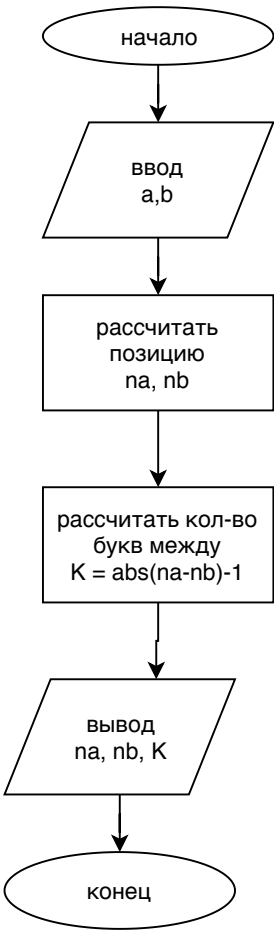 начало
ввод
a,b
рассчитать
позицию
na, nb
рассчитать кол-во
букв между
K = abs(na-nb)-1
вывод
na, nb, K
конец